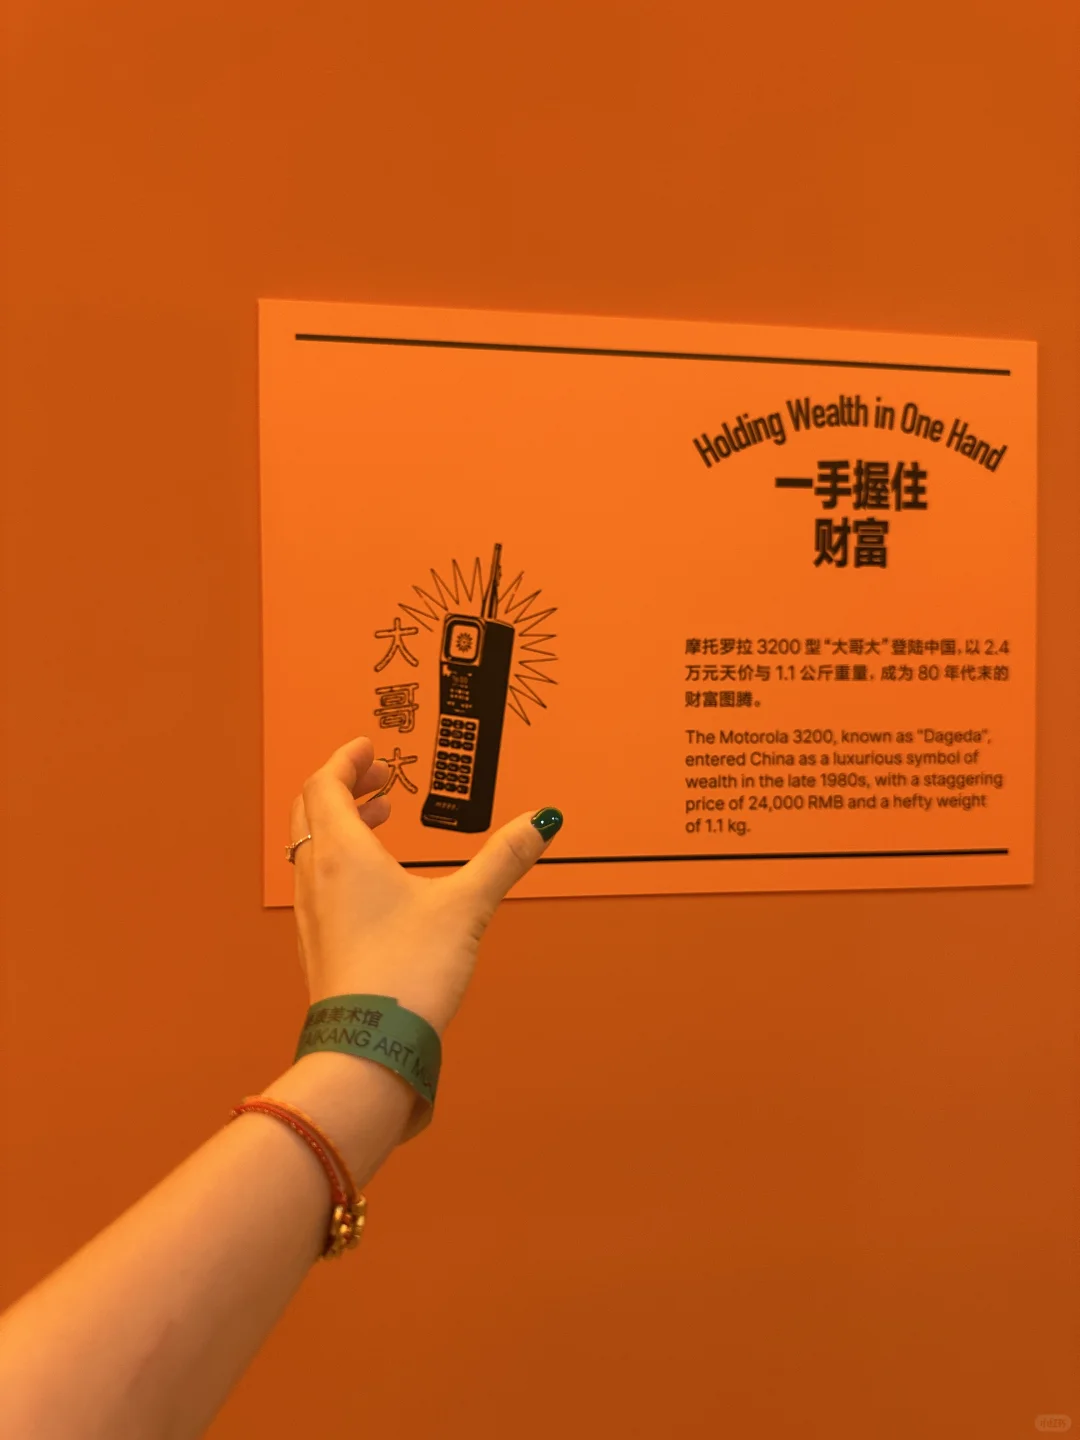 Holding Wealth in One Hand
一手握住
财富
大哥大
摩托罗拉 3200 型“大哥大”登陆中国，以 2.4
万元天价与 1.1 公斤重量，成为 80 年代末的
财富图腾。
The Motorola 3200, known as "Dageda",
entered China as a luxurious symbol of
wealth in the late 1980s, with a staggering
price of 24,000 RMB and a hefty weight
of 1.1 kg.
康美术馆
AIKANG ART